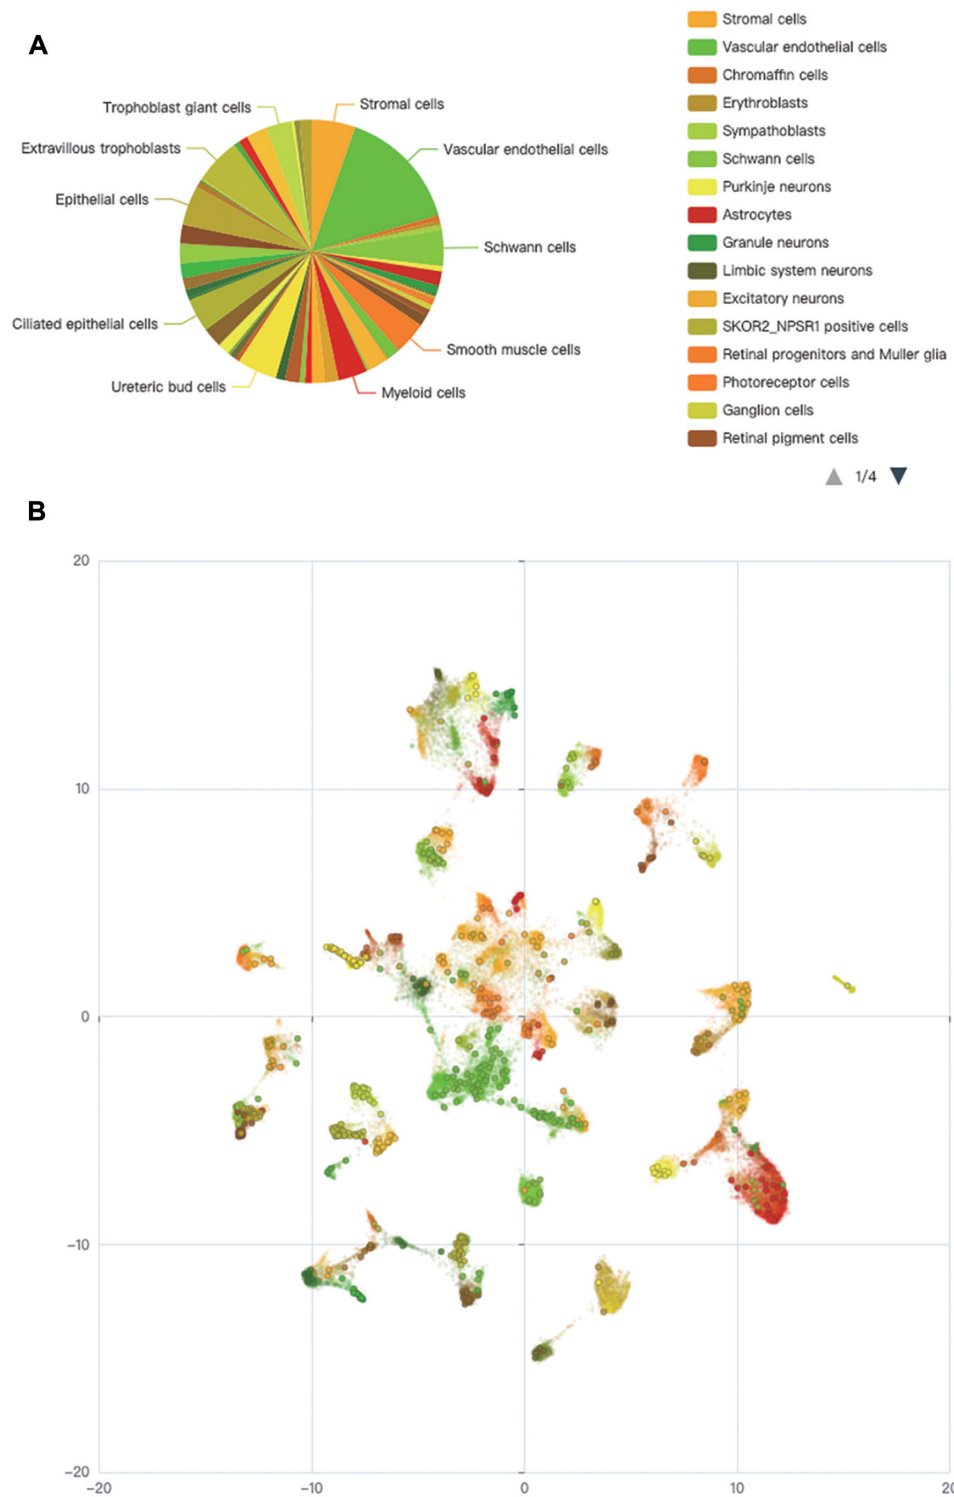 A
Trophoblast giant cells
Stromal cells
Extravillous trophoblasts
Vascular endothelial cells
Epithelial cells
Schwann cells
Ciliated epithelial cells
Smooth muscle cells
Ureteric bud cells
Myeloid cells
Stromal cells
Vascular endothelial cells
Chromaffin cells
Erythroblasts
Sympathoblasts
Schwann cells
Purkinje neurons
Astrocytes
Granule neurons
Limbic system neurons
Excitatory neurons
SKOR2_NPSR1 positive cells
Retinal progenitors and Muller glia
Photoreceptor cells
Ganglion cells
Retinal pigment cells
1/4
B
20
10
0
−10
−20
−20 −10 0 10 20